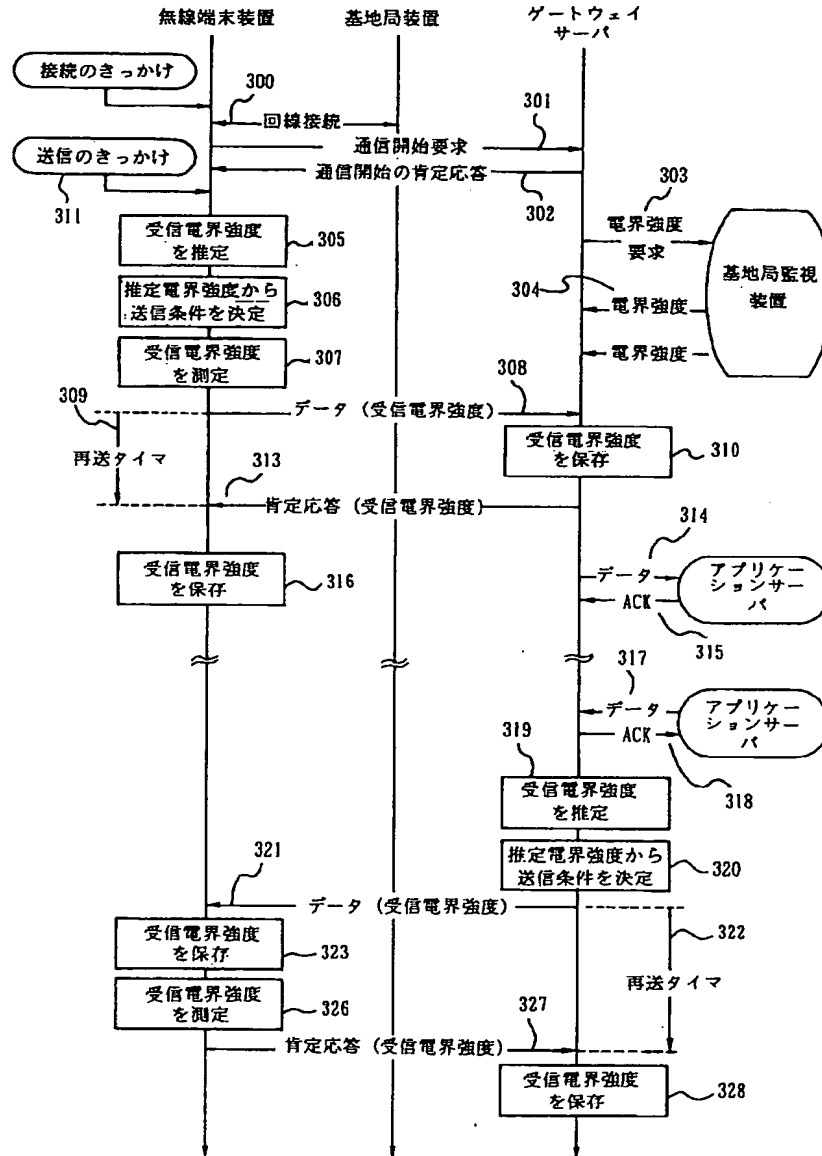 無線端末装置
基地局装置
ゲートウェイ
サーバ
接続のきっかけ
300
回線接続
301
通信開始要求
送信のきっかけ
311
通信開始の肯定応答
302
303
電界強度
要求
受信電界強度
を推定
305
304
基地局監視
装置
推定電界強度から
送信条件を決定
306
電界強度
受信電界強度
を測定
307
電界強度
308
309
データ (受信電界強度)
受信電界強度
を保存
310
再送タイマ
313
肯定応答 (受信電界強度)
314
受信電界強度
を保存
316
データ
ACK
アプリケー
ションサー
バ
315
317
データ
ACK
アプリケー
ションサー
バ
319
318
受信電界強度
を推定
推定電界強度から
送信条件を決定
320
321
データ (受信電界強度)
322
受信電界強度
を保存
323
再送タイマ
受信電界強度
を測定
326
327
肯定応答 (受信電界強度)
受信電界強度
を保存
328